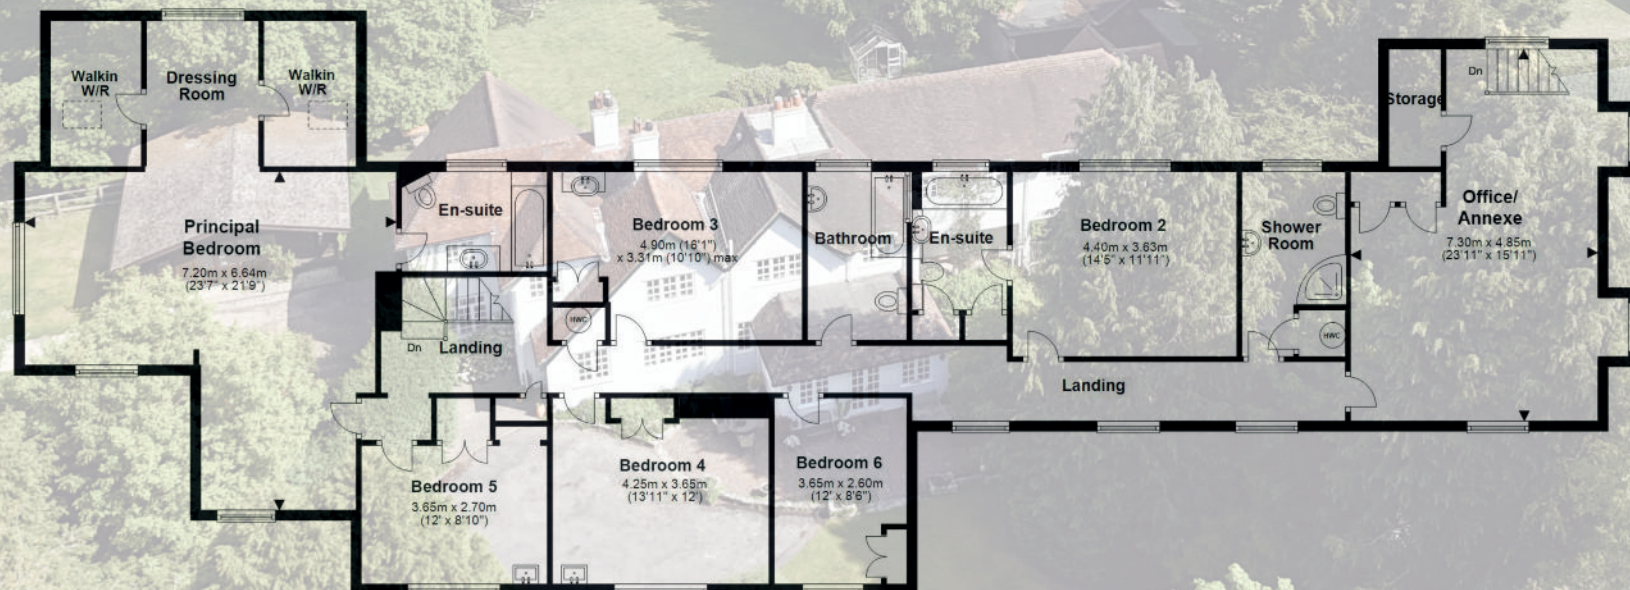 Walkin
W/R
Dressing
Room
Walkin
W/R
Principal
Bedroom
7.20m x 6.64m
(23'7" x 21'9")
En-suite
Dn
Landing
HWC
Bedroom 3
4.90m (16'1")
x 3.31m (10'10") max
Bathroom
En-suite
Bedroom 2
4.40m x 3.63m
(14'5" x 11'11")
Shower
Room
HWC
Landing
Storage
Dn
Office/
Annexe
7.30m x 4.85m
(23'11" x 15'11")
Bedroom 5
3.65m x 2.70m
(12' x 8'10")
Bedroom 4
4.25m x 3.65m
(13'11" x 12')
Bedroom 6
3.65m x 2.60m
(12' x 8'6")